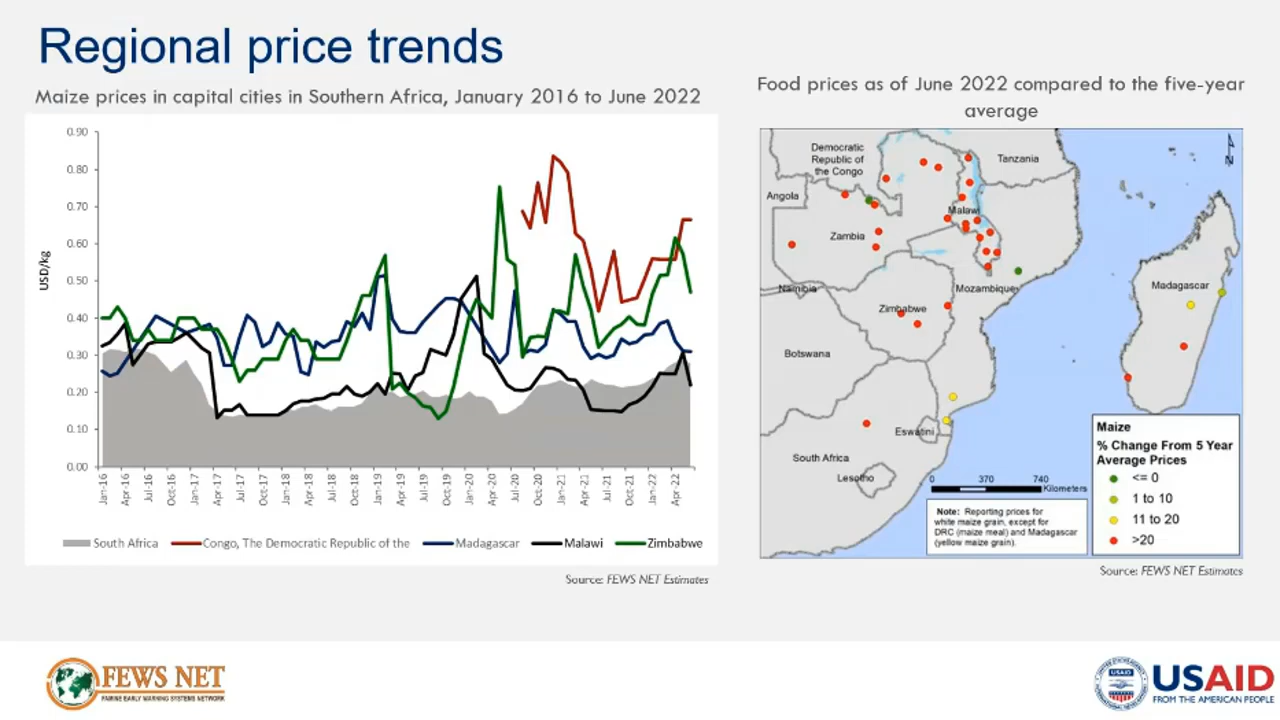 Regional price trends
Maize prices in capital cities in Southern Africa, January 2016 to June 2022
0.90
0.80
0.70
0.60
0.50
0.40
0.30
0.20
0.10
0.00
USD/kg
Jan-16
Apr-16
Jul-16
Oct-16
Jan-17
Apr-17
Jul-17
Oct-17
Jan-18
Apr-18
Jul-18
Oct-18
Jan-19
Apr-19
Jul-19
Oct-19
Jan-20
Apr-20
Jul-20
Oct-20
Jan-21
Apr-21
Jul-21
Oct-21
Jan-22
Apr-22
South Africa
Congo, The Democratic Republic of the
Madagascar
Malawi
Zimbabwe
Source: FEWS NET Estimates
Food prices as of June 2022 compared to the five-year
average
Democratic
Republic of
the Congo
Tanzania
N
Angola
Malawi
Zambia
Namibia
Mozambique
Madagascar
Zimbabwe
Botswana
Eswatini
South Africa
Lesotho
0 370 740
Kilometers
Note: Reporting prices for
white maize grain, except for
DRC (maize meal) and Madagascar
(yellow maize grain).
Maize
% Change From 5 Year
Average Prices
<= 0
1 to 10
11 to 20
>20
Source: FEWS NET Estimates
FEWS NET
FAMINE EARLY WARNING SYSTEMS NETWORK
USAID
FROM THE AMERICAN PEOPLE